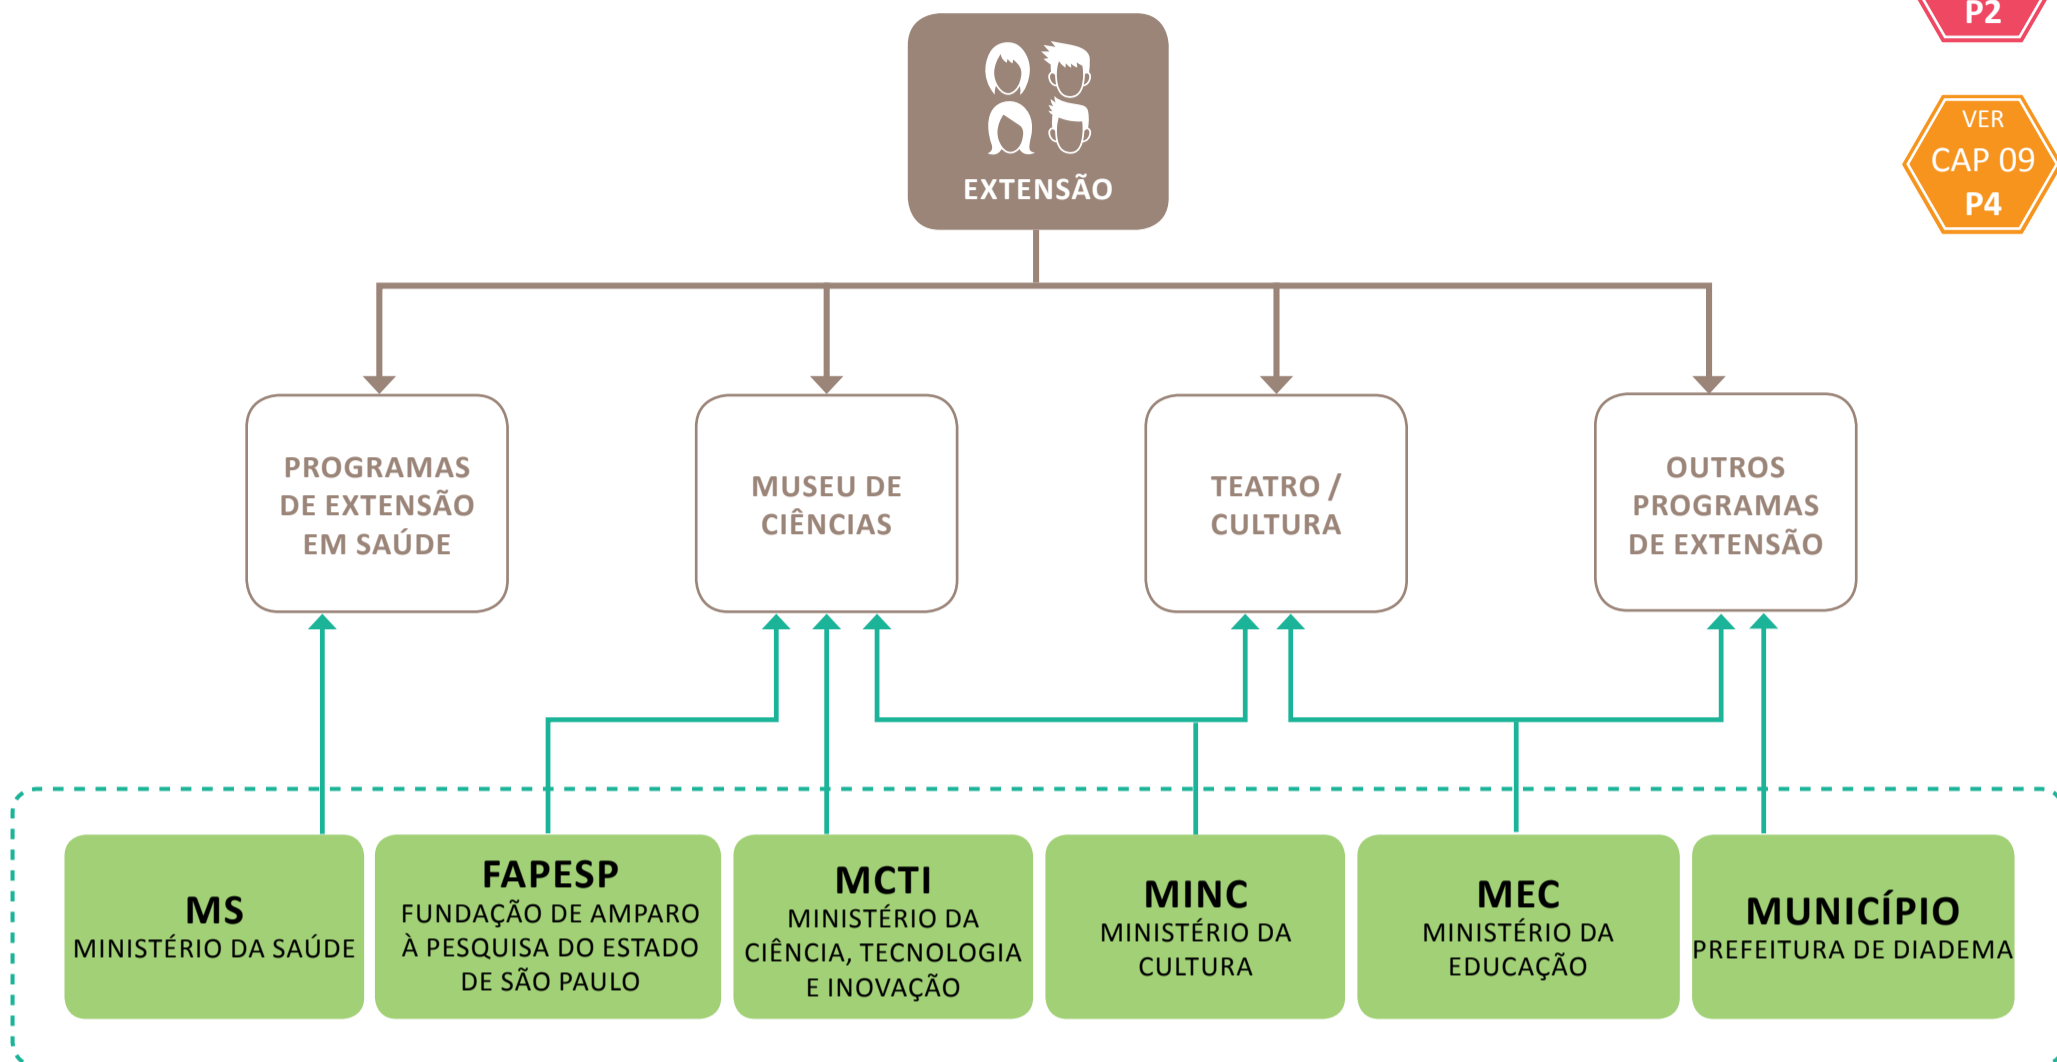 P2
VER
CAP 09
P4
EXTENSÃO
PROGRAMAS
DE EXTENSÃO
EM SAÚDE
MUSEU DE
CIÊNCIAS
TEATRO /
CULTURA
OUTROS
PROGRAMAS
DE EXTENSÃO
MS
MINISTÉRIO DA SAÚDE
FAPESP
FUNDAÇÃO DE AMPARO
À PESQUISA DO ESTADO
DE SÃO PAULO
MCTI
MINISTÉRIO DA
CIÊNCIA, TECNOLOGIA
E INOVAÇÃO
MINC
MINISTÉRIO DA
CULTURA
MEC
MINISTÉRIO DA
EDUCAÇÃO
MUNICÍPIO
PREFEITURA DE DIADEMA